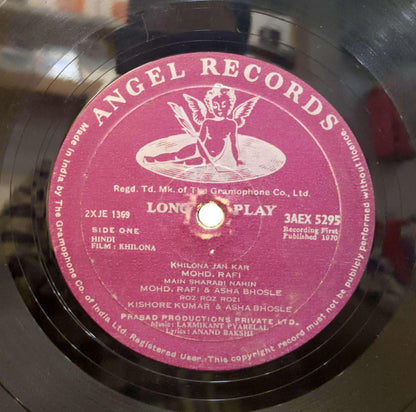 ANGEL RECORDS
Regd. Td. Mk. of The Gramophone Co., Ltd.
LONG PLAY
2XJE 1369
3AEX 5295
SIDE ONE
Recording First
Published 1970
HINDI
FILM : KHILONA
KHILONA JAN KAR
MOHD. RAFI
MAIN SHARABI NAHIN
MOHD. RAFI & ASHA BHOSLE
ROZ ROZ ROZI
KISHORE KUMAR & ASHA BHOSLE
PRASAD PRODUCTIONS PRIVATE LTD.
Music : LAXMIKANT PYARELAL
Lyrics : ANAND BAKSHI
Made in India by The Gramophone Co. of India Ltd. Regd. User : This copyright record must not be publicly performed without licence.